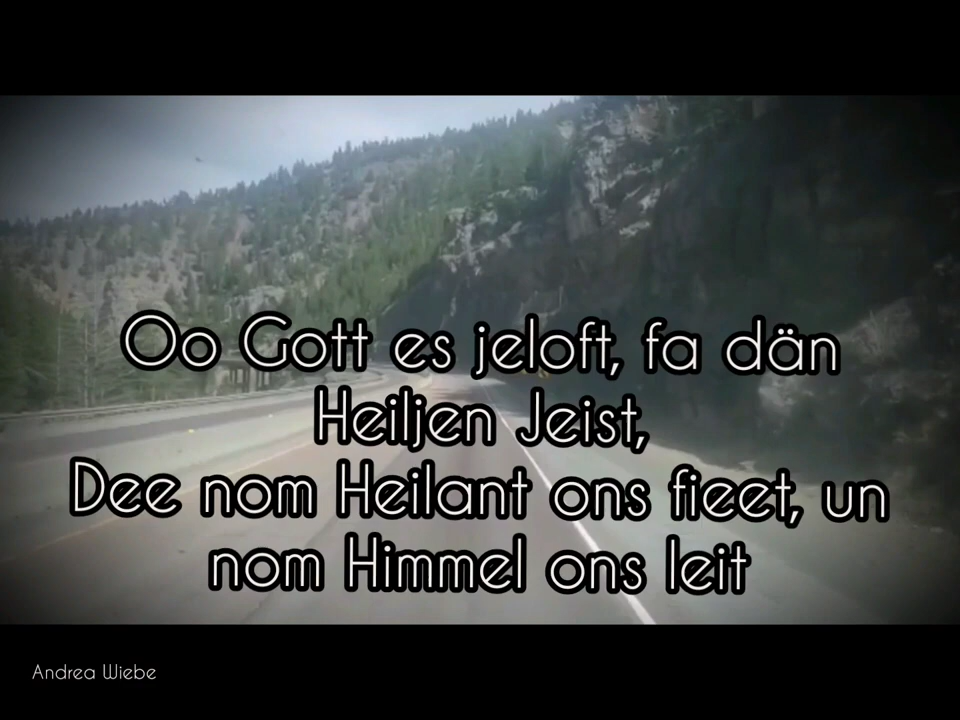 Oo Gott es jeloft, fa dän
Heiljen Jeist,
Dee nom Heilant ons fieet, un
nom Himmel ons leit
Andrea Wiebe